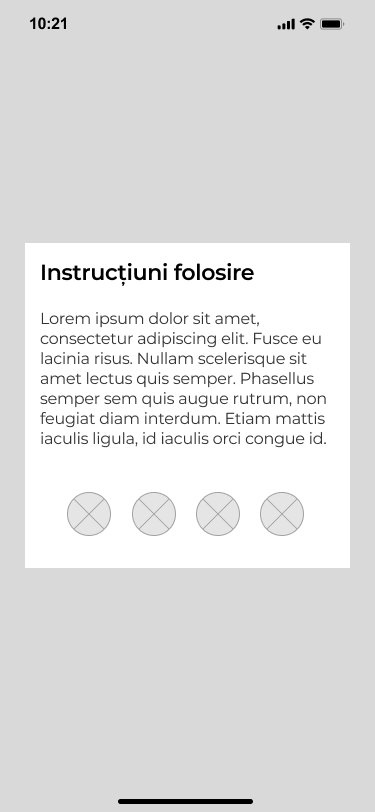 10:21
Instrucțiuni folosire
Lorem ipsum dolor sit amet,
consectetur adipiscing elit. Fusce eu
lacinia risus. Nullam scelerisque sit
amet lectus quis semper. Phasellus
semper sem quis augue rutrum, non
feugiat diam interdum. Etiam mattis
iaculis ligula, id iaculis orci congue id.